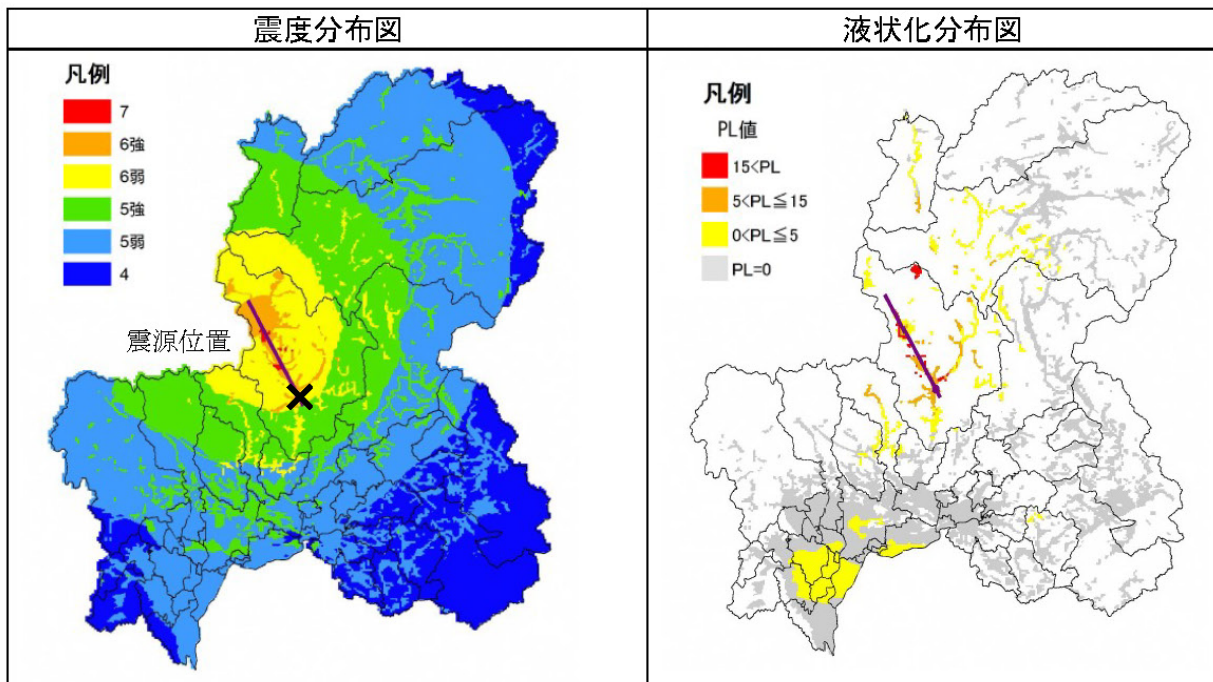 震度分布図
凡例
7
6強
6弱
5強
5弱
4
震源位置
液状化分布図
凡例
PL値
15<PL
5<PL≦15
0<PL≦5
PL=0